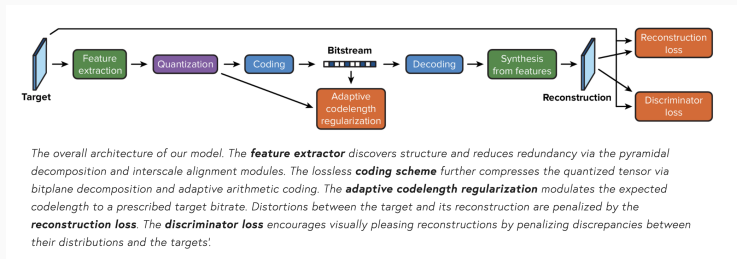 Reconstruction
loss
Bitstream
Feature
extraction
Quantization
Coding
Decoding
Synthesis
from features
Target
Adaptive
codelength
regularization
Reconstruction
Discriminator
loss
The overall architecture of our model. The feature extractor discovers structure and reduces redundancy via the pyramidal
decomposition and interscale alignment modules. The lossless coding scheme further compresses the quantized tensor via
bitplane decomposition and adaptive arithmetic coding. The adaptive codelength regularization modulates the expected
codelength to a prescribed target bitrate. Distortions between the target and its reconstruction are penalized by the
reconstruction loss. The discriminator loss encourages visually pleasing reconstructions by penalizing discrepancies between
their distributions and the targets'.